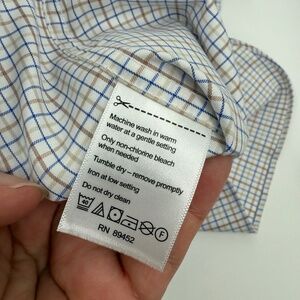 Machine wash in warm
water at a gentle setting
Only non-chlorine bleach
when needed
Tumble dry – remove promptly
Iron at low setting
Do not dry clean
40 F
RN 89452